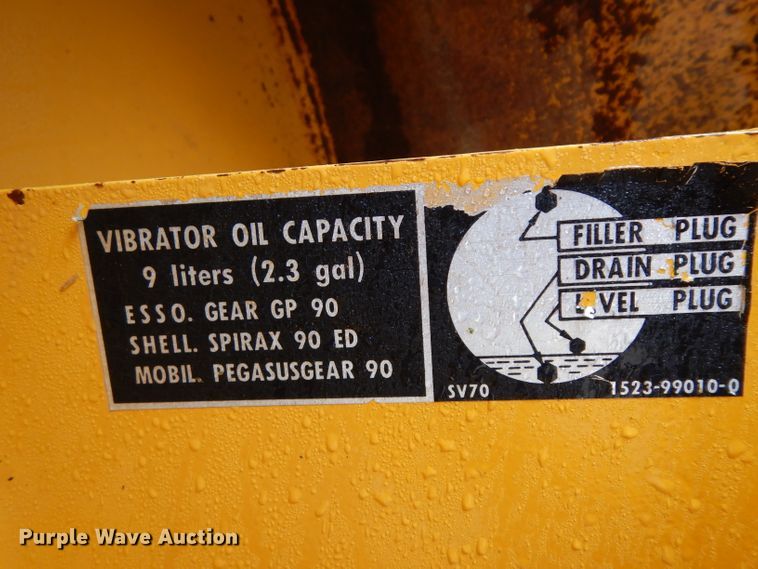 VIBRATOR OIL CAPACITY
9 liters (2.3 gal)
ESSO. GEAR GP 90
SHELL. SPIRAX 90 ED
MOBIL. PEGASUSGEAR 90
FILLER PLUG
DRAIN PLUG
LEVEL PLUG
SV70
1523-99010-0
Purple Wave Auction